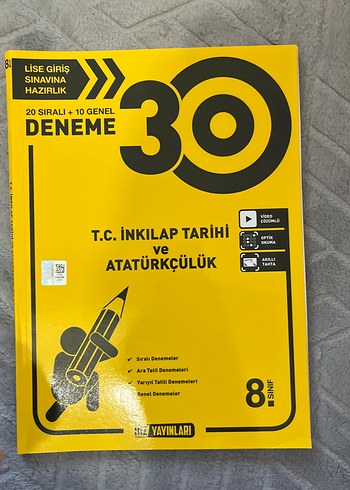 LİSE GİRİŞ
SINAVINA
HAZIRLIK
20 SIRALI + 10 GENEL
DENEME
30
T.C. İNKILAP TARİHİ
ve
ATATÜRKÇÜLÜK
VİDEO
ÇÖZÜMLÜ
OPTİK
OKUMA
AKILLI
TAHTA
Sıralı Denemeler
Ara Tatil Denemeleri
Yarıyıl Tatili Denemeleri
Genel Denemeler
8. SINIF
HIZ YAYINLARI